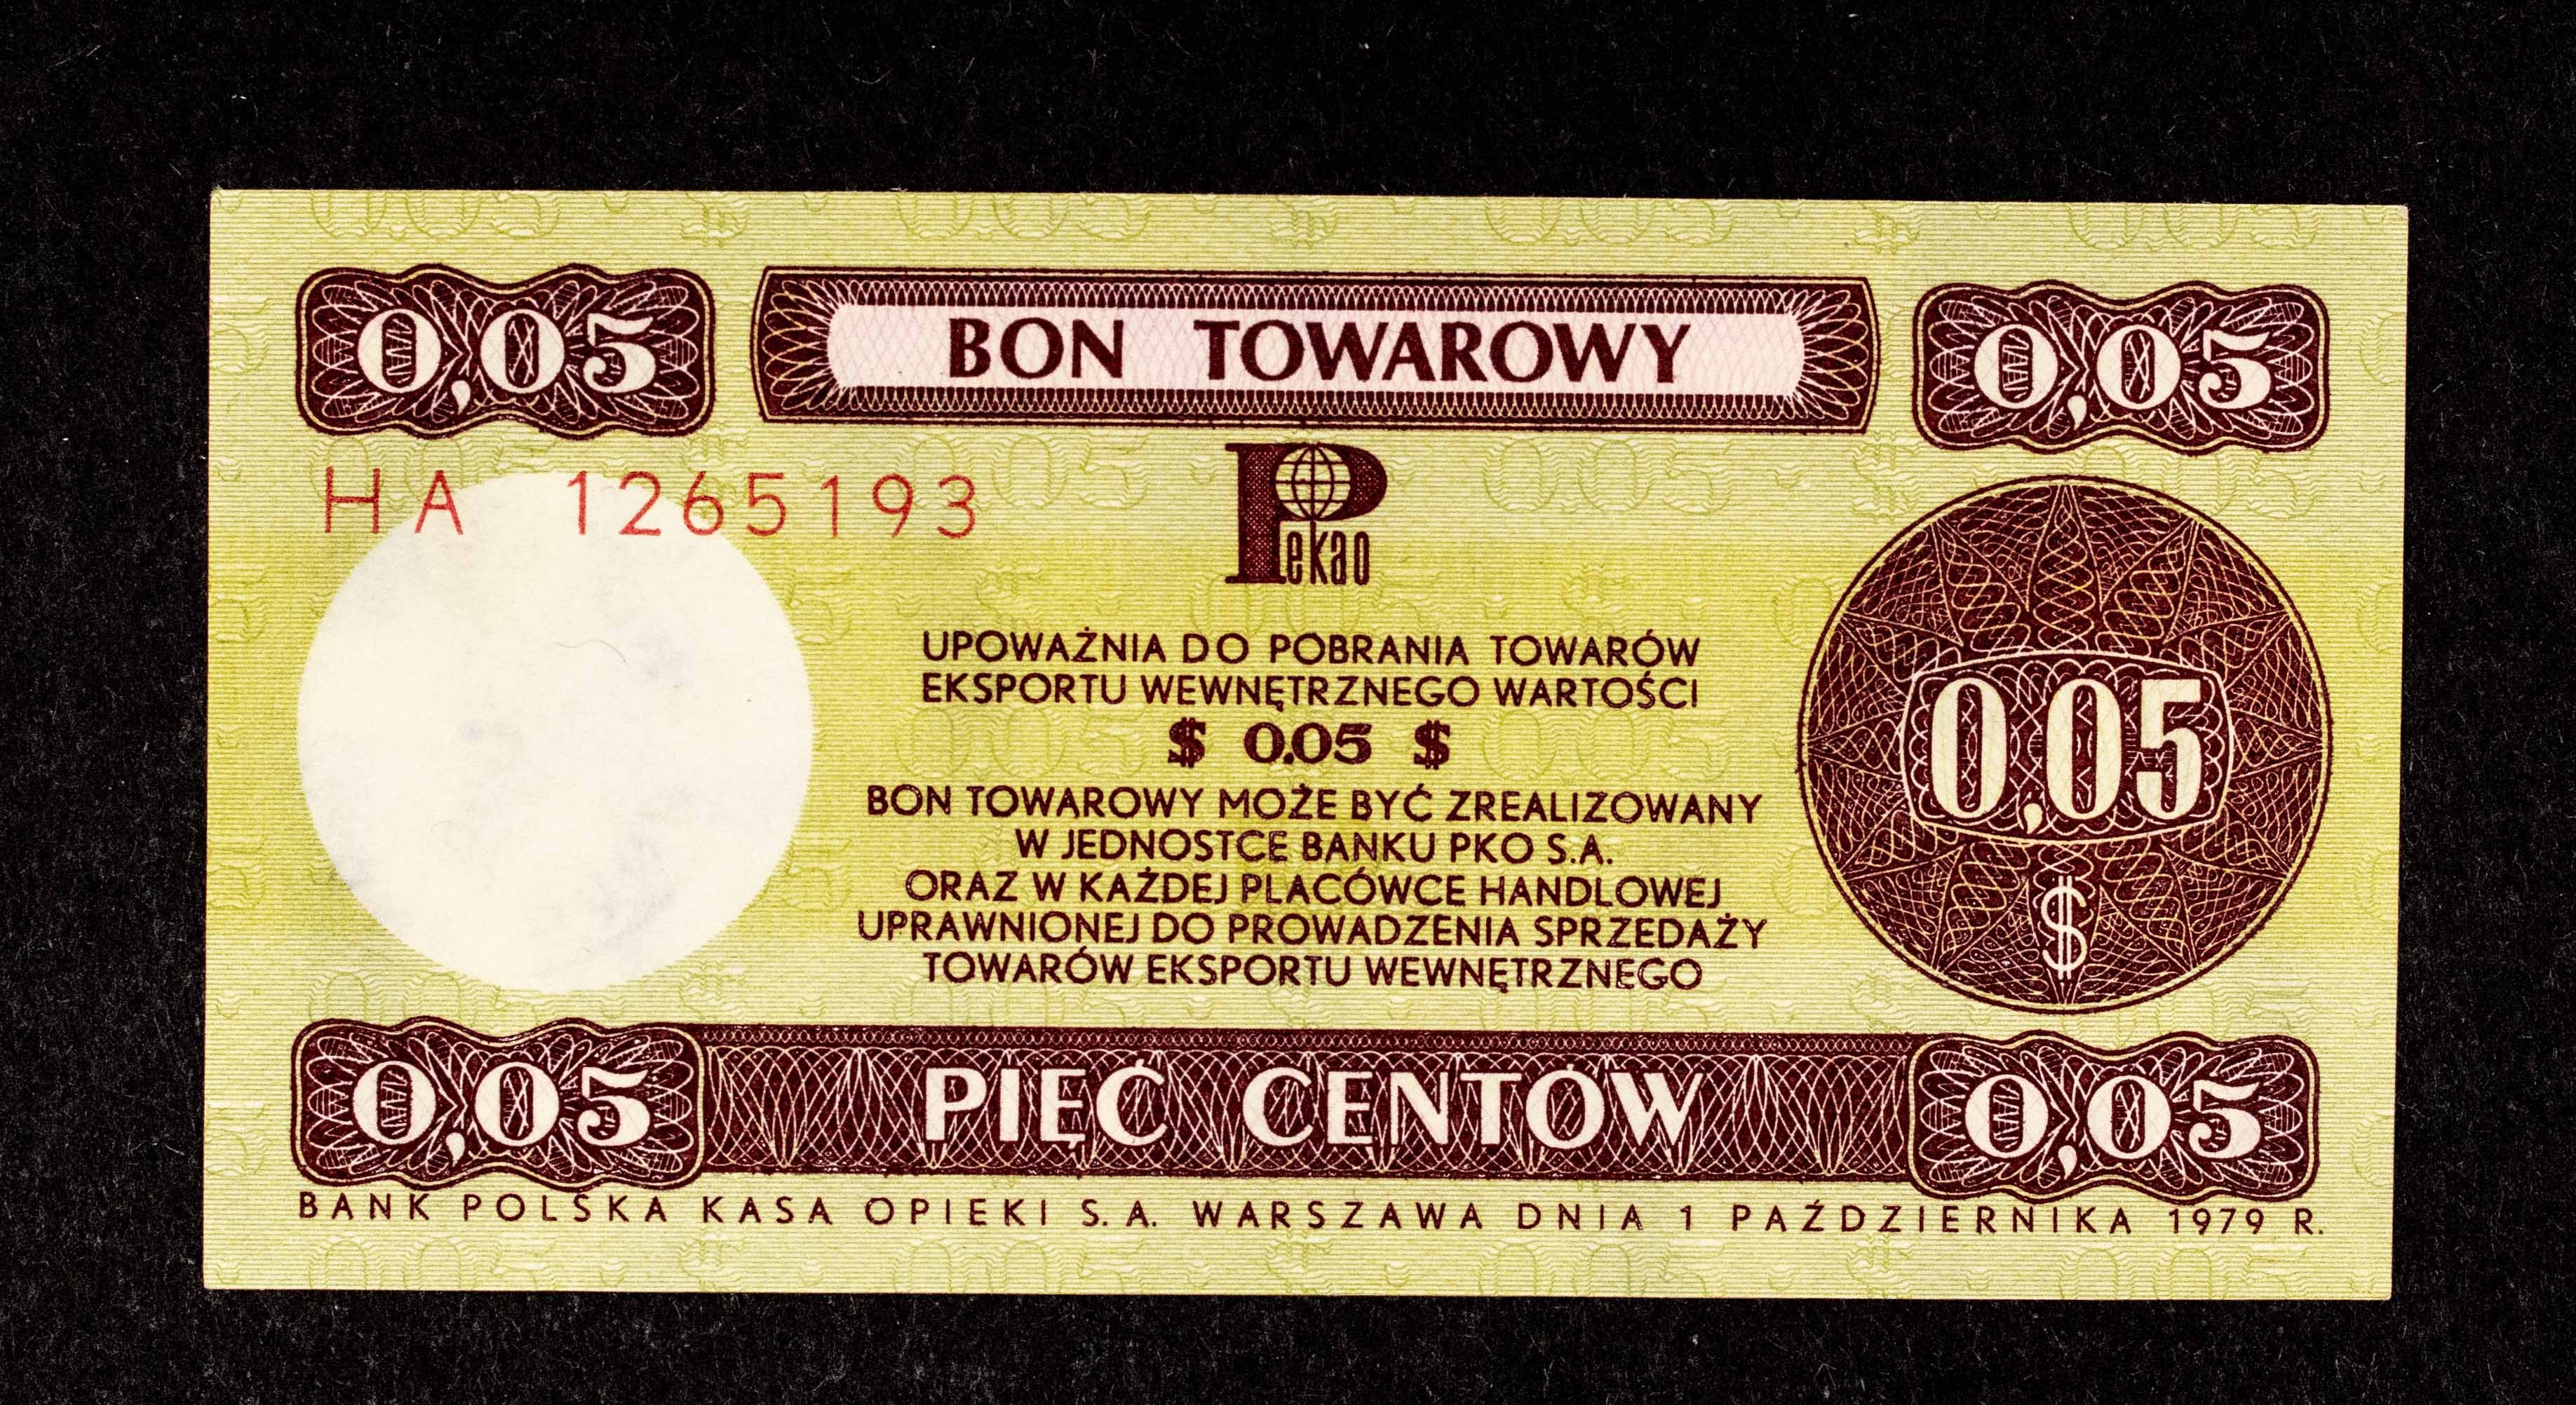 0,05 BON TOWAROWY 0,05
HA 1265193
Pekao
UPOWAŻNIA DO POBRANIA TOWARÓW
EKSPORTU WEWNĘTRZNEGO WARTOŚCI
$ 0.05 $
BON TOWAROWY MOŻE BYĆ ZREALIZOWANY
W JEDNOSTCE BANKU PKO S.A.
ORAZ W KAŻDEJ PLACÓWCE HANDLOWEJ
UPRAWNIONEJ DO PROWADZENIA SPRZEDAŻY
TOWARÓW EKSPORTU WEWNĘTRZNEGO
0,05
$
0,05 PIĘĆ CENTÓW 0,05
BANK POLSKA KASA OPIEKI S.A. WARSZAWA DNIA 1 PAŹDZIERNIKA 1979 R.